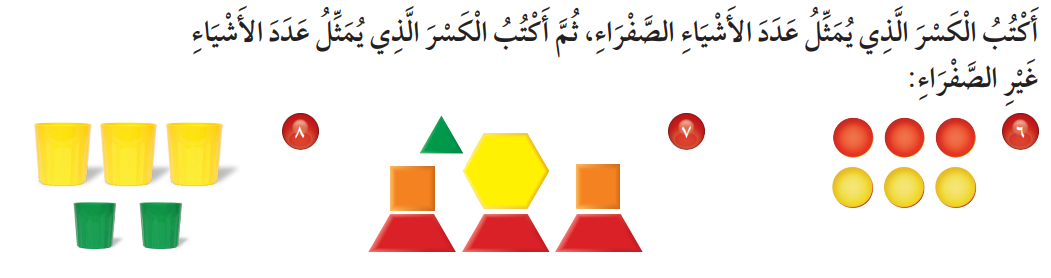 أَكْتُبُ الْكَسْرَ الَّذِي يُمَثِّلُ عَدَدَ الأَشْيَاءِ الصَّفْرَاءِ، ثُمَّ أَكْتُبُ الْكَسْرَ الَّذِي يُمَثِّلُ عَدَدَ الأَشْيَاءِ
غَيْرِ الصَّفْرَاءِ:
٦ ٧ ٨